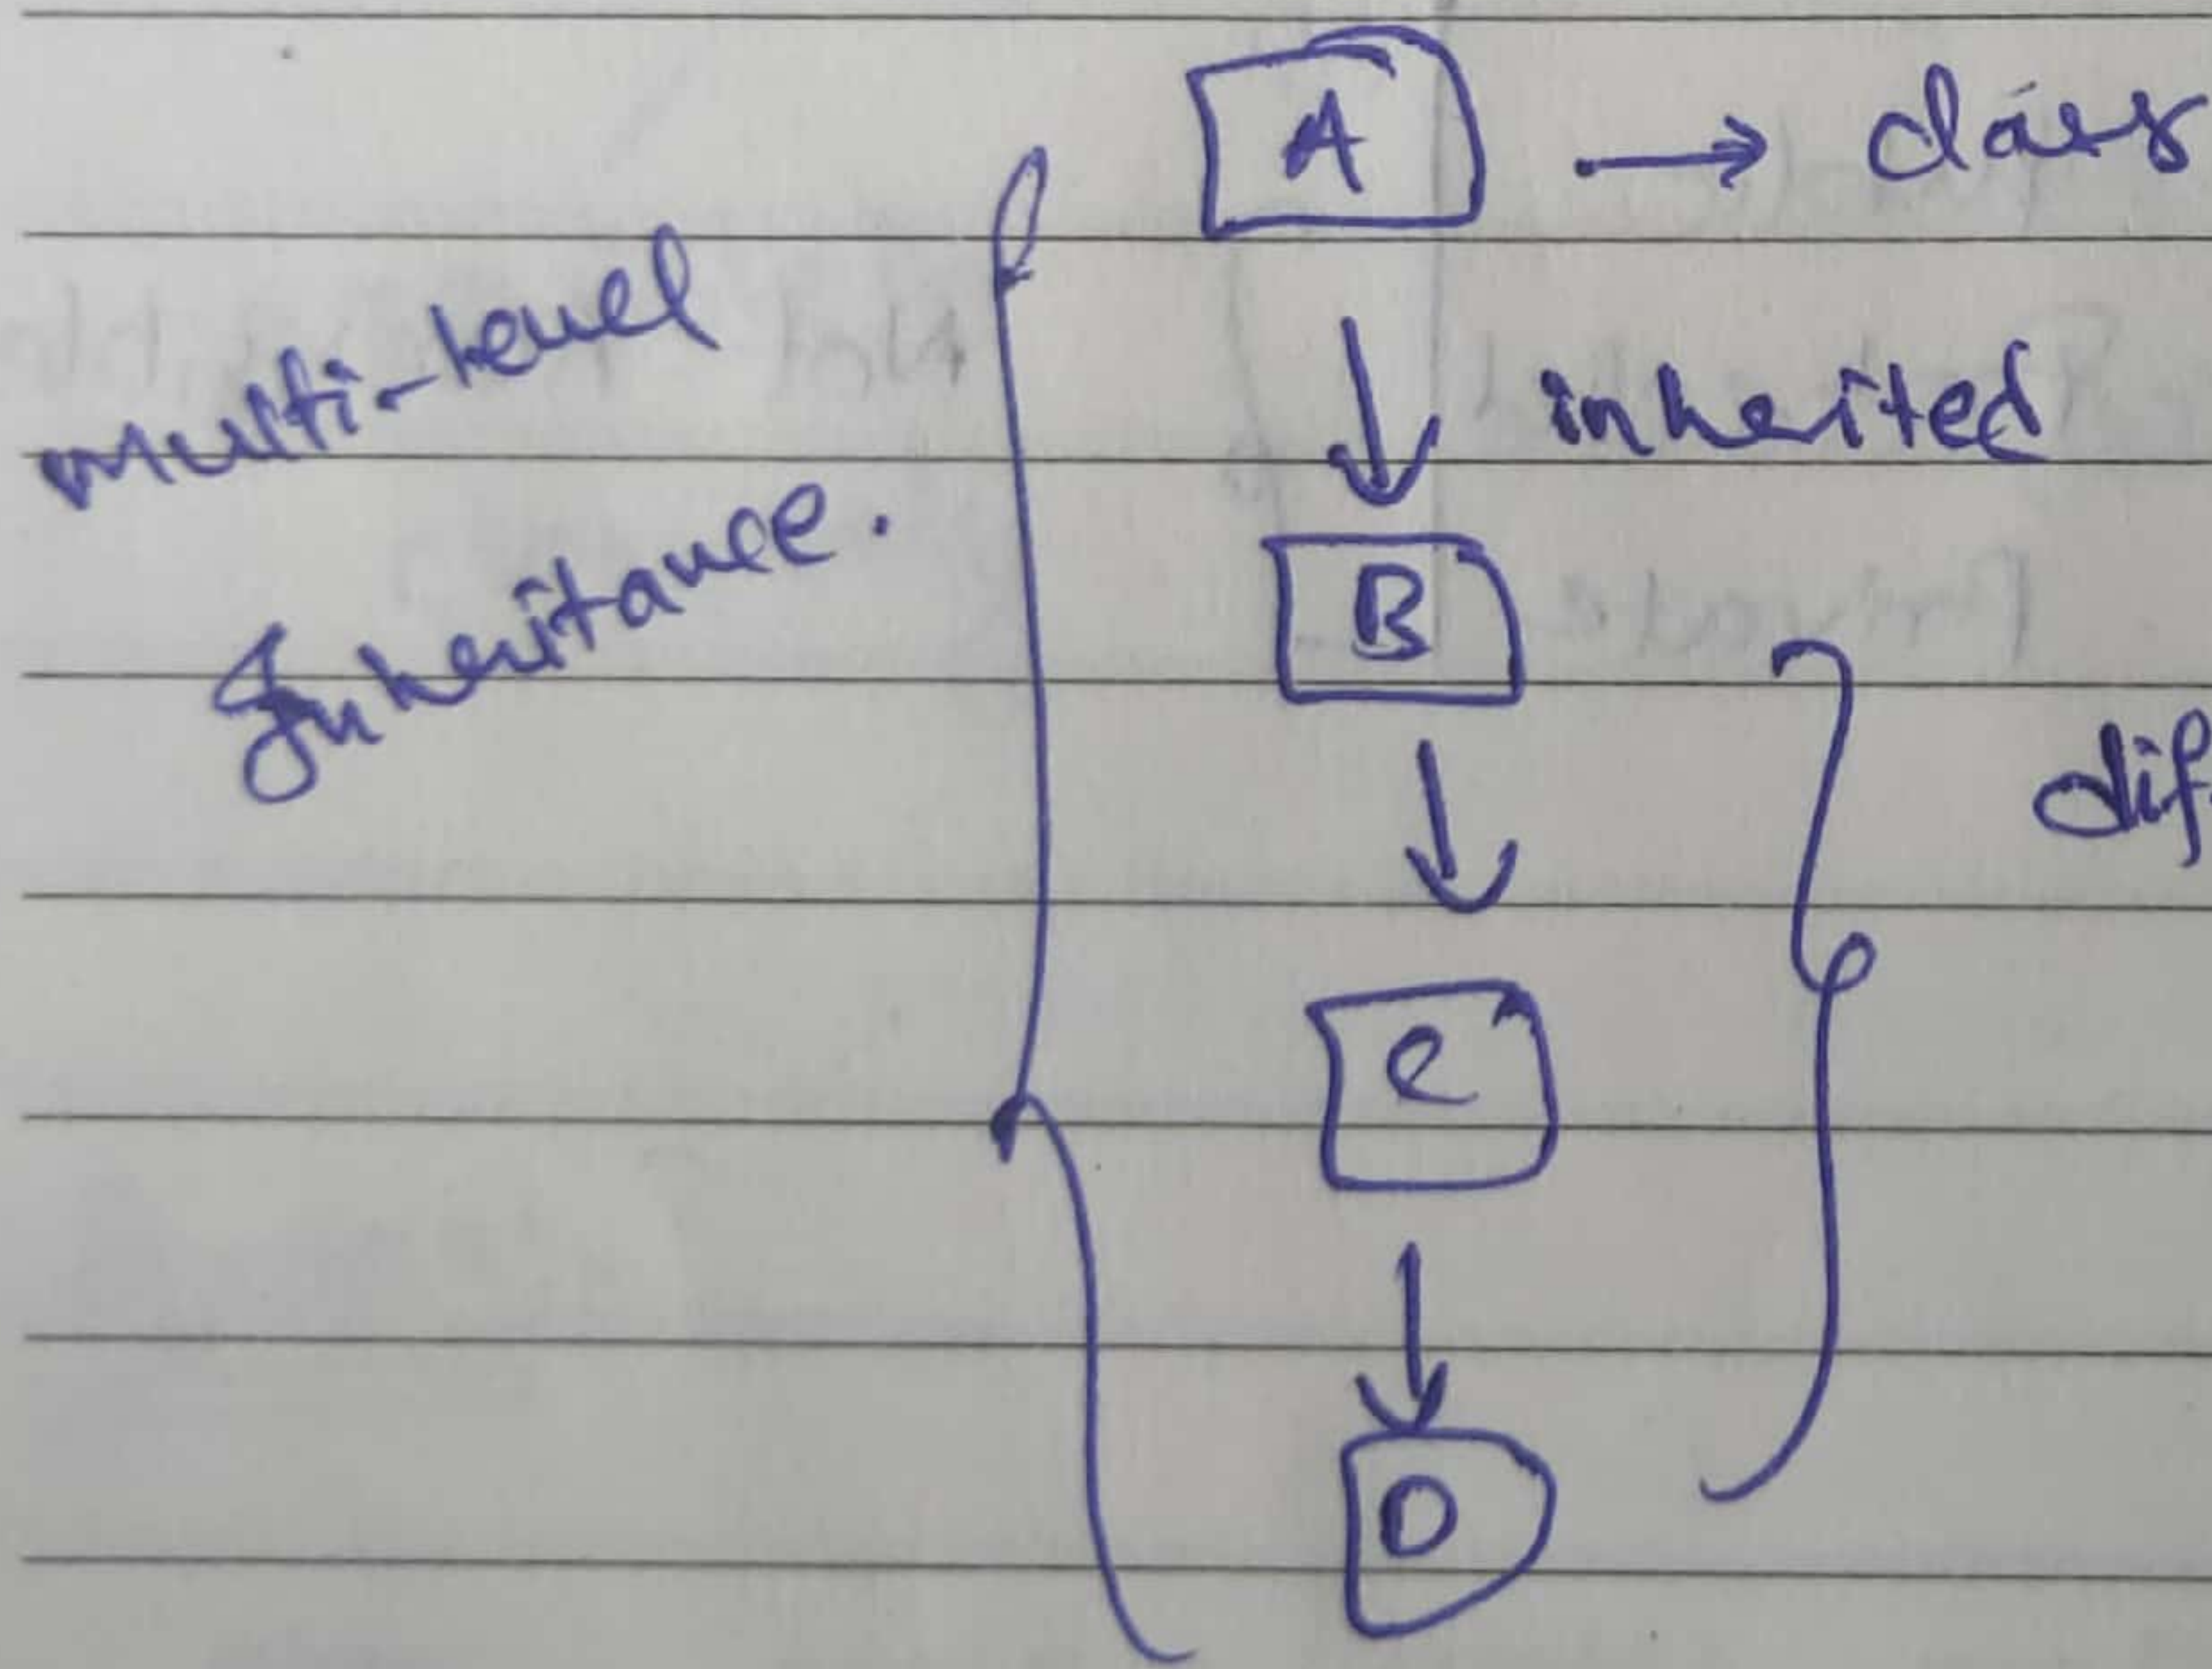 A → class
multi-level
inherited
Inheritance.
B
dif
C
D